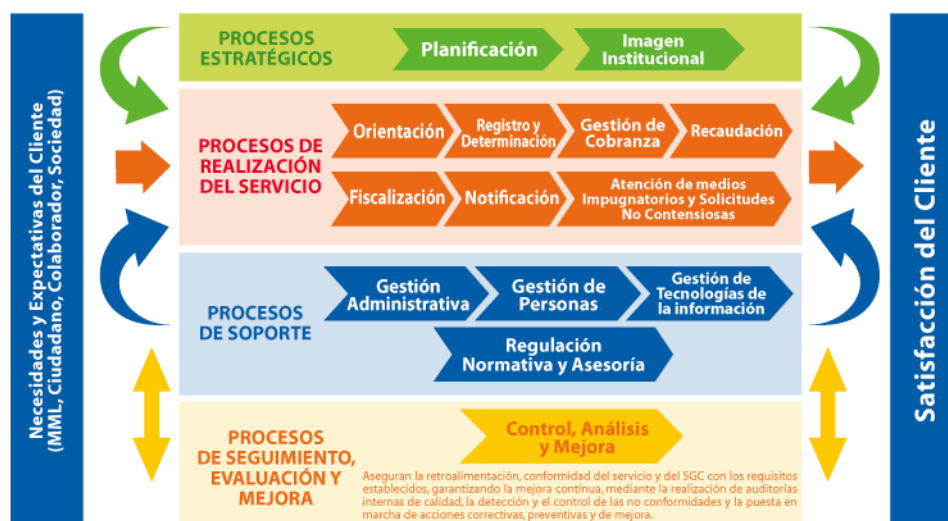 Necesidades y Expectativas del Cliente
(MML, Ciudadano, Colaborador, Sociedad)
PROCESOS
ESTRATÉGICOS
Planificación
Imagen
Institucional
PROCESOS DE
REALIZACIÓN
DEL SERVICIO
Orientación
Registro y
Determinación
Gestión de
Cobranza
Recaudación
Fiscalización
Notificación
Atención de medios
Impugnatorios y Solicitudes
No Contensiosas
PROCESOS
DE SOPORTE
Gestión
Administrativa
Gestión de
Personas
Gestión de
Tecnologías de
la información
Regulación
Normativa y Asesoría
PROCESOS
DE SEGUIMIENTO,
EVALUACIÓN Y
MEJORA
Control, Análisis
y Mejora
Aseguran la retroalimentación, conformidad del servicio y del SGC con los requisitos
establecidos, garantizando la mejora continua, mediante la realización de auditorías
internas de calidad, la detección y el control de las no conformidades y la puesta en
marcha de acciones correctivas, preventivas y de mejora.
Satisfacción del Cliente